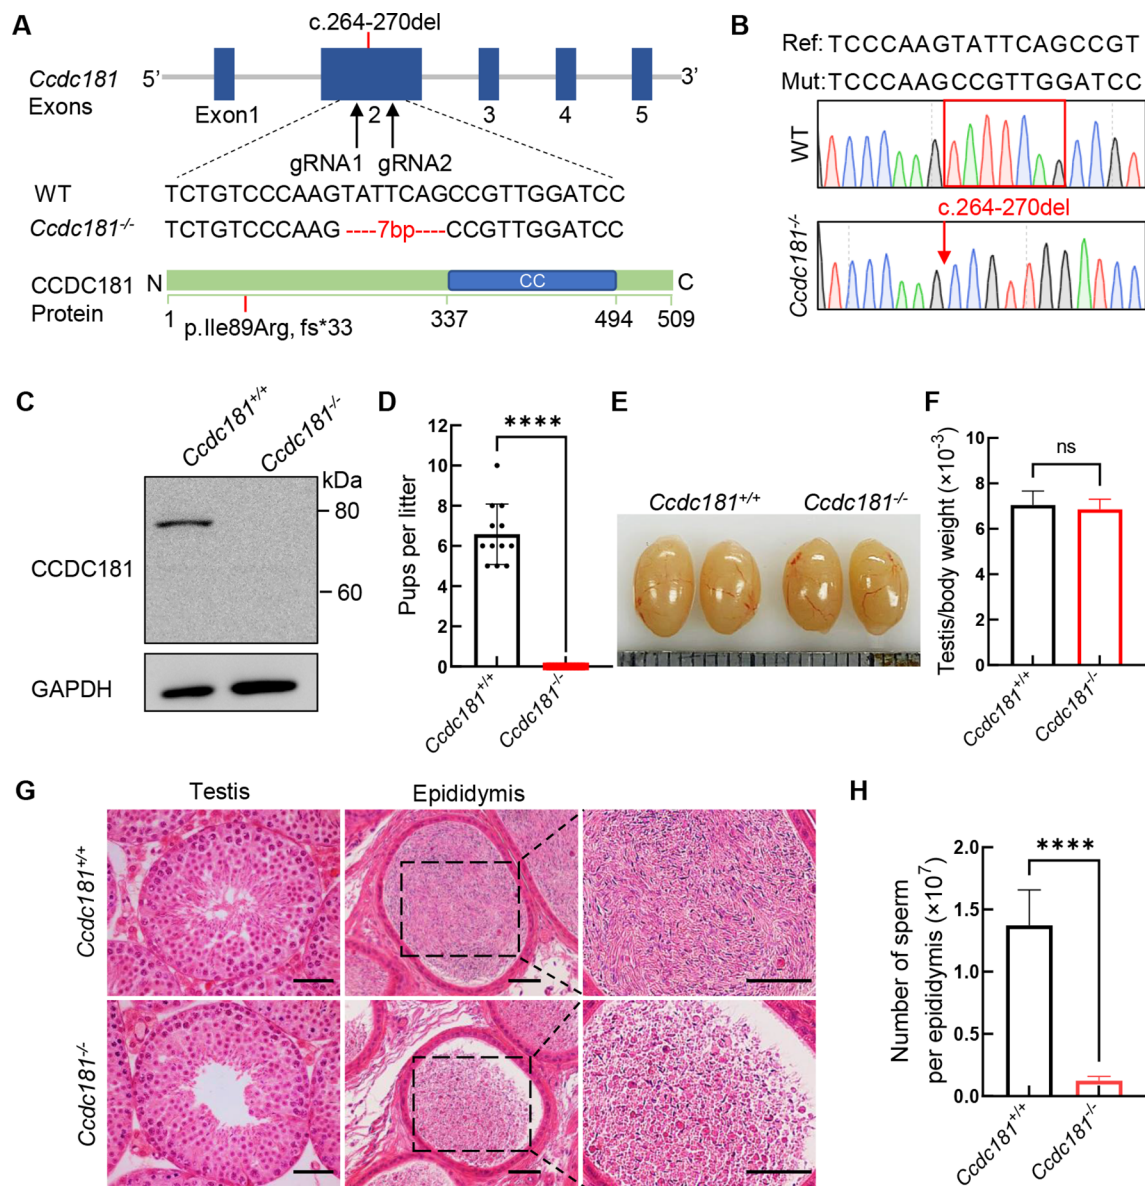 A
c.264-270del
Ccdc181
Exons
5’
3’
Exon1
2
3
4
5
gRNA1
gRNA2
WT
TCTGTCCCAAGTATTCAGCCGTTGGATCC
Ccdc181-/-
TCTGTCCCAAG ----7bp---- CCGTTGGATCC
CCDC181
Protein
N
CC
C
1
p.Ile89Arg, fs*33
337
494
509
B
Ref: TCCCAAGTATTCAGCCGT
Mut: TCCCAAGCCGTTGGATCC
WT
c.264-270del
Ccdc181-/-
C
Ccdc181+/+
Ccdc181-/-
kDa
80
60
CCDC181
GAPDH
D
****
Pups per litter
12
10
8
6
4
2
0
Ccdc181+/+
Ccdc181-/-
E
Ccdc181+/+
Ccdc181-/-
F
ns
Testis/body weight (×10-3)
10
8
6
4
2
0
Ccdc181+/+
Ccdc181-/-
G
Testis
Epididymis
Ccdc181+/+
Ccdc181-/-
H
****
Number of sperm
per epididymis (×107)
2.0
1.5
1.0
0.5
0.0
Ccdc181+/+
Ccdc181-/-